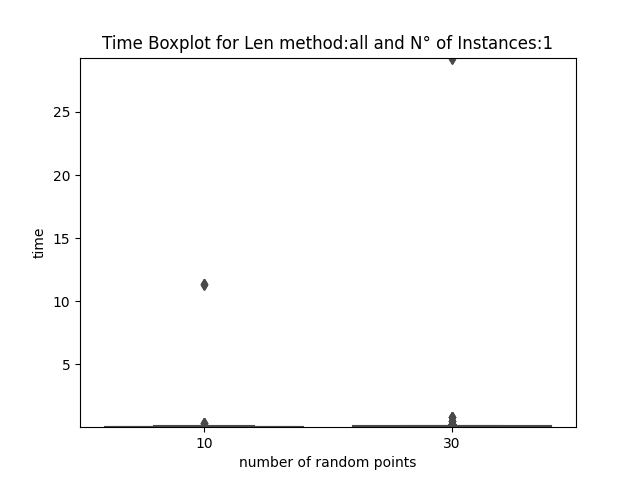 Time Boxplot for Len method:all and N° of Instances:1
25
20
15
10
5
time
10 30
number of random points